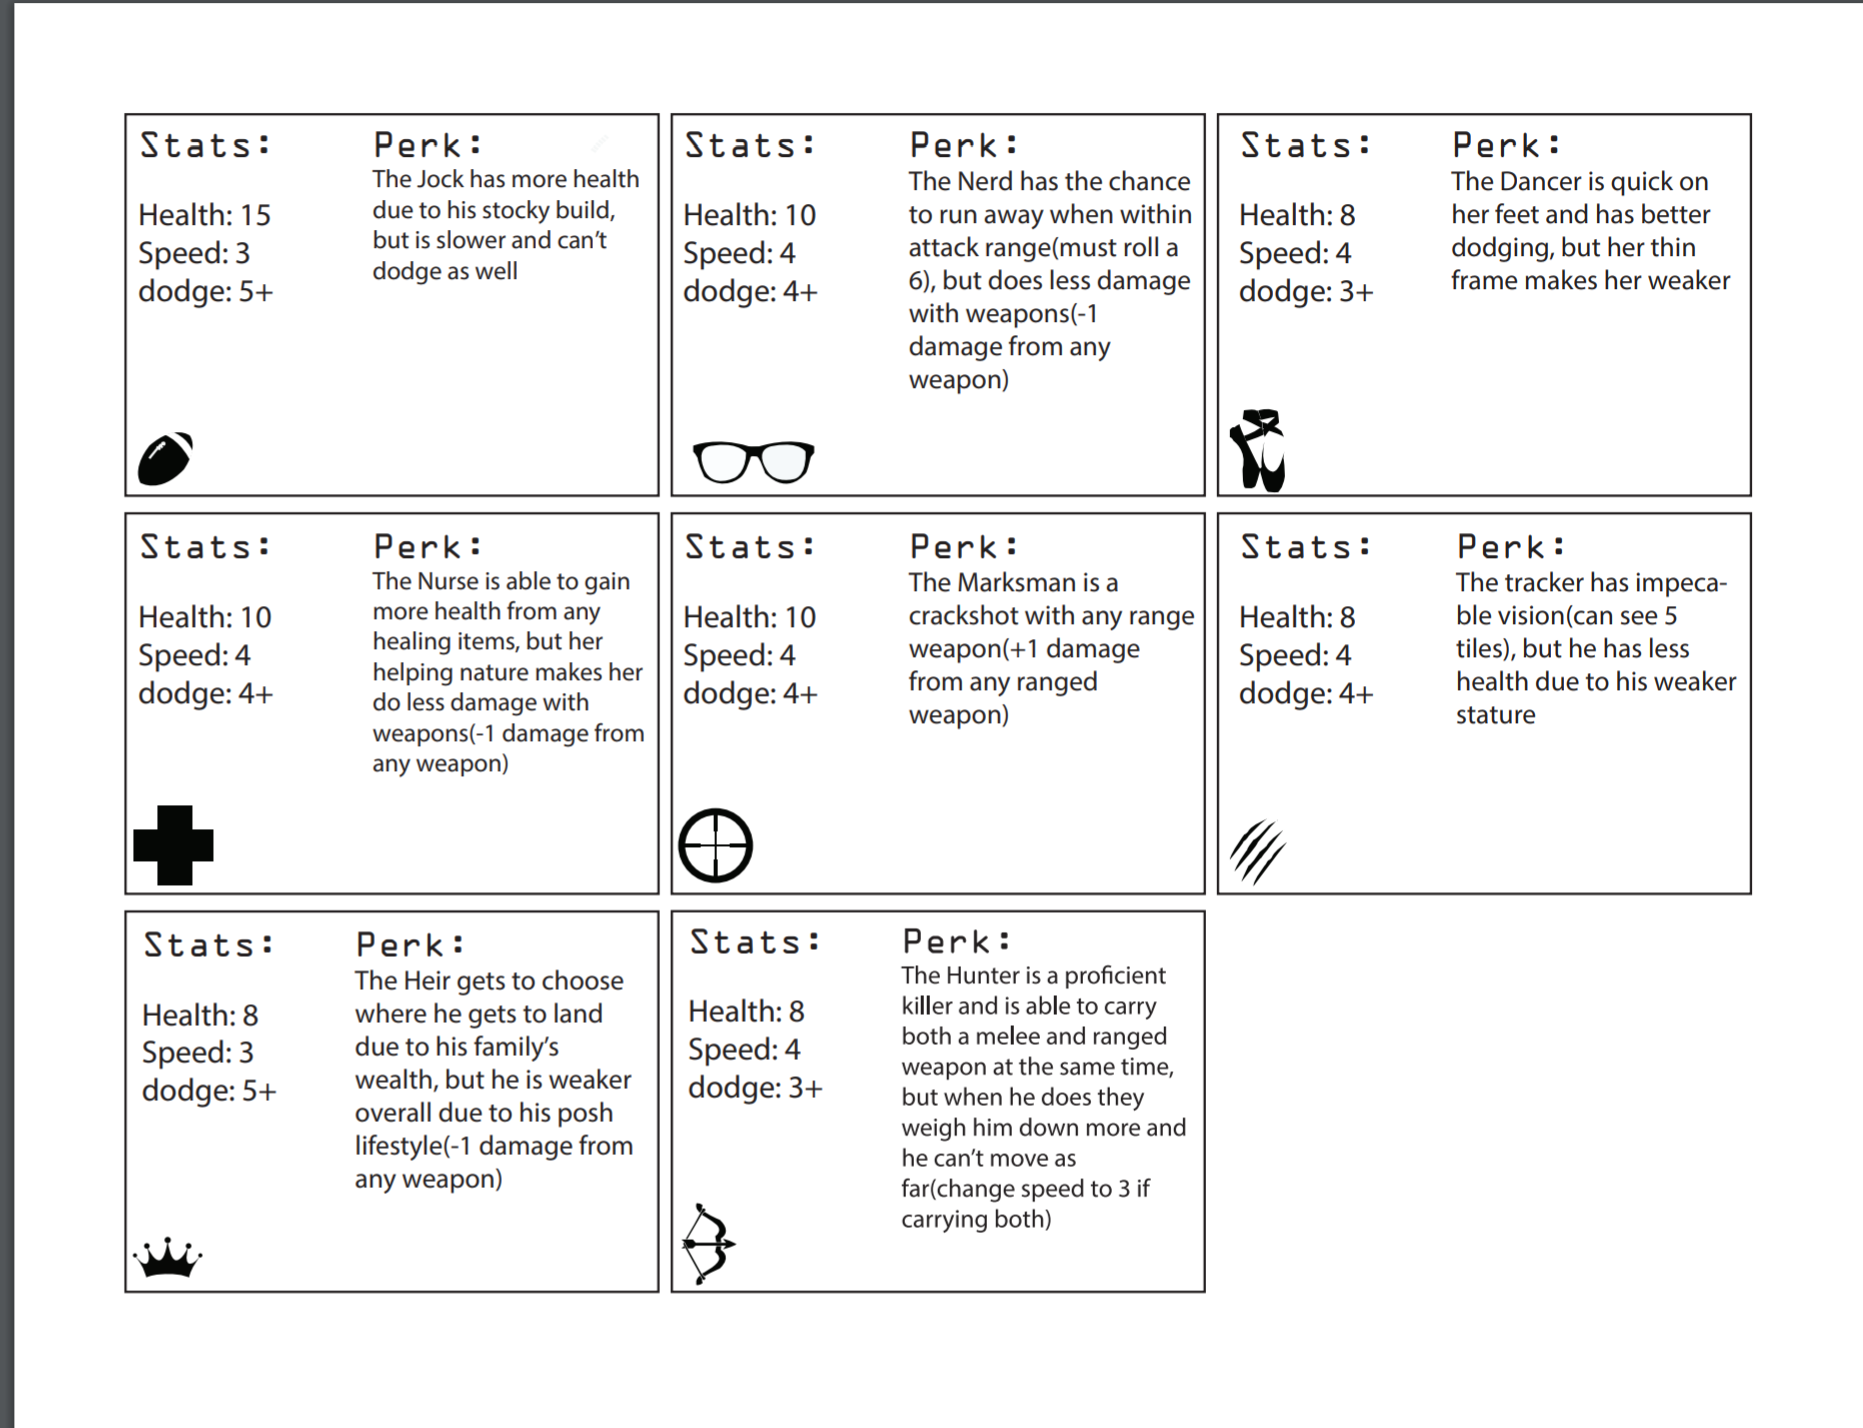 Stats:
Health: 15
Speed: 3
dodge: 5+
Perk:
The Jock has more health
due to his stocky build,
but is slower and can't
dodge as well
Stats:
Health: 10
Speed: 4
dodge: 4+
Perk:
The Nerd has the chance
to run away when within
attack range(must roll a
6), but does less damage
with weapons(-1
damage from any
weapon)
Stats:
Health: 8
Speed: 4
dodge: 3+
Perk:
The Dancer is quick on
her feet and has better
dodging, but her thin
frame makes her weaker
Stats:
Health: 10
Speed: 4
dodge: 4+
Perk:
The Nurse is able to gain
more health from any
healing items, but her
helping nature makes her
do less damage with
weapons(-1 damage from
any weapon)
Stats:
Health: 10
Speed: 4
dodge: 4+
Perk:
The Marksman is a
crackshot with any range
weapon(+1 damage
from any ranged
weapon)
Stats:
Health: 8
Speed: 4
dodge: 4+
Perk:
The tracker has impeca-
ble vision(can see 5
tiles), but he has less
health due to his weaker
stature
Stats:
Health: 8
Speed: 3
dodge: 5+
Perk:
The Heir gets to choose
where he gets to land
due to his family's
wealth, but he is weaker
overall due to his posh
lifestyle(-1 damage from
any weapon)
Stats:
Health: 8
Speed: 4
dodge: 3+
Perk:
The Hunter is a proficient
killer and is able to carry
both a melee and ranged
weapon at the same time,
but when he does they
weigh him down more and
he can't move as
far(change speed to 3 if
carrying both)